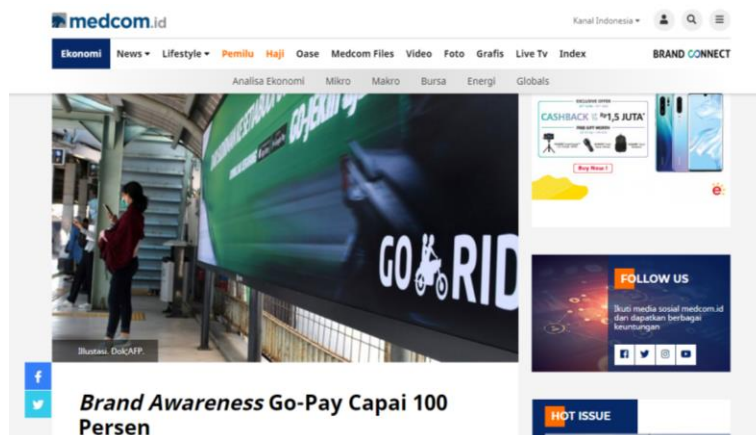 medcom.id
Kanal Indonesia
Ekonomi News Lifestyle Pemilu Haji Oase Medcom Files Video Foto Grafis Live Tv Index BRAND CONNECT
Analisa Ekonomi Mikro Makro Bursa Energi Globals
GO RID
Illustasi. Dok;AFP.
EXCLUSIVE OFFER
CASHBACK Rp1,5 JUTA*
Buy Now !
FOLLOW US
Ikuti media sosial medcom.id
dan dapatkan berbagai
keuntungan
Brand Awareness Go-Pay Capai 100
Persen
HOT ISSUE